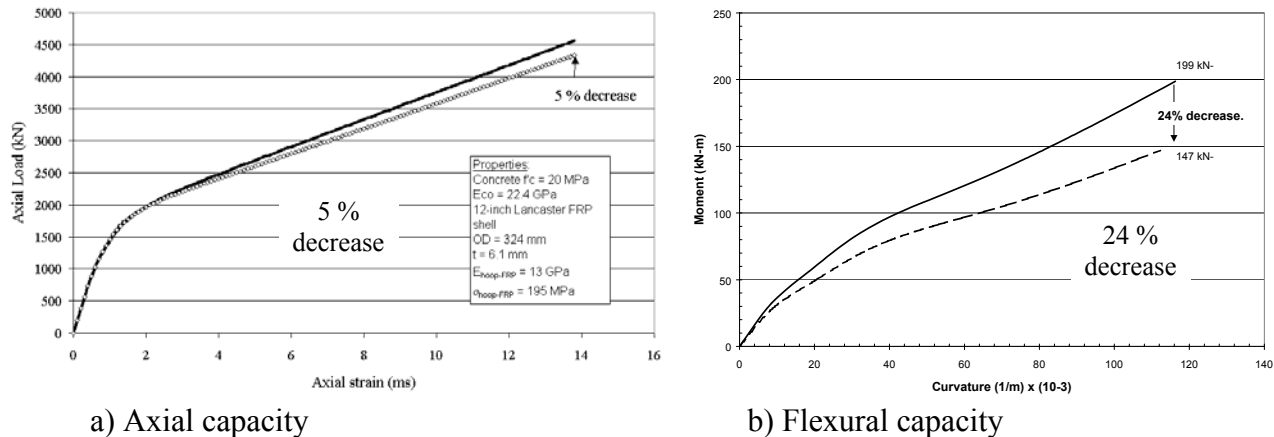 5000
4500
4000
3500
3000
2500
2000
1500
1000
500
0
Axial Load (kN)
5 % decrease
5 %
decrease
Properties:
Concrete f'c = 20 MPa
Eco = 22.4 GPa
12-inch Lancaster FRP
shell
OD = 324 mm
t = 6.1 mm
Ehoop-FRP = 13 GPa
σhoop-FRP = 195 MPa
0 2 4 6 8 10 12 14 16
Axial strain (ms)
a) Axial capacity
250
200
150
100
50
0
Moment (kN-m)
199 kN-
24% decrease.
147 kN-
24 %
decrease
0 20 40 60 80 100 120 140
Curvature (1/m) x (10-3)
b) Flexural capacity